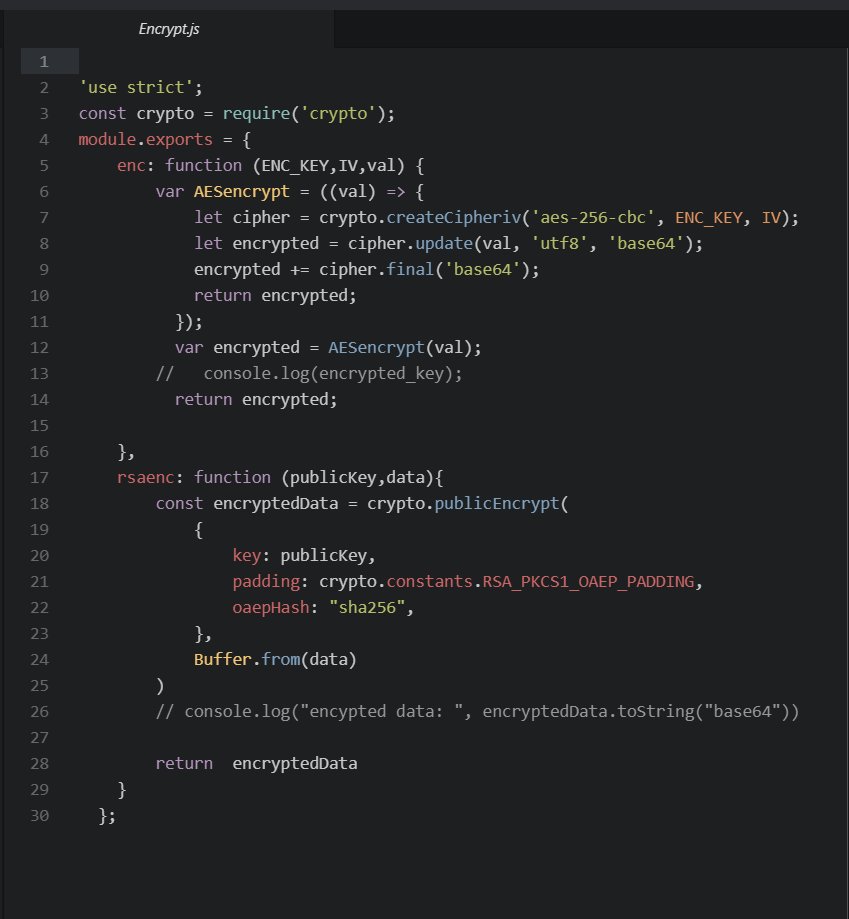 Encrypt.js
1
2 'use strict';
3 const crypto = require('crypto');
4 module.exports = {
5     enc: function (ENC_KEY,IV,val) {
6         var AESencrypt = ((val) => {
7             let cipher = crypto.createCipheriv('aes-256-cbc', ENC_KEY, IV);
8             let encrypted = cipher.update(val, 'utf8', 'base64');
9             encrypted += cipher.final('base64');
10             return encrypted;
11           });
12           var encrypted = AESencrypt(val);
13         //   console.log(encrypted_key);
14           return encrypted;
15
16     },
17     rsaenc: function (publicKey,data){
18         const encryptedData = crypto.publicEncrypt(
19             {
20                 key: publicKey,
21                 padding: crypto.constants.RSA_PKCS1_OAEP_PADDING,
22                 oaepHash: "sha256",
23             },
24             Buffer.from(data)
25         )
26         // console.log("encypted data: ", encryptedData.toString("base64"))
27
28         return  encryptedData
29     }
30   };